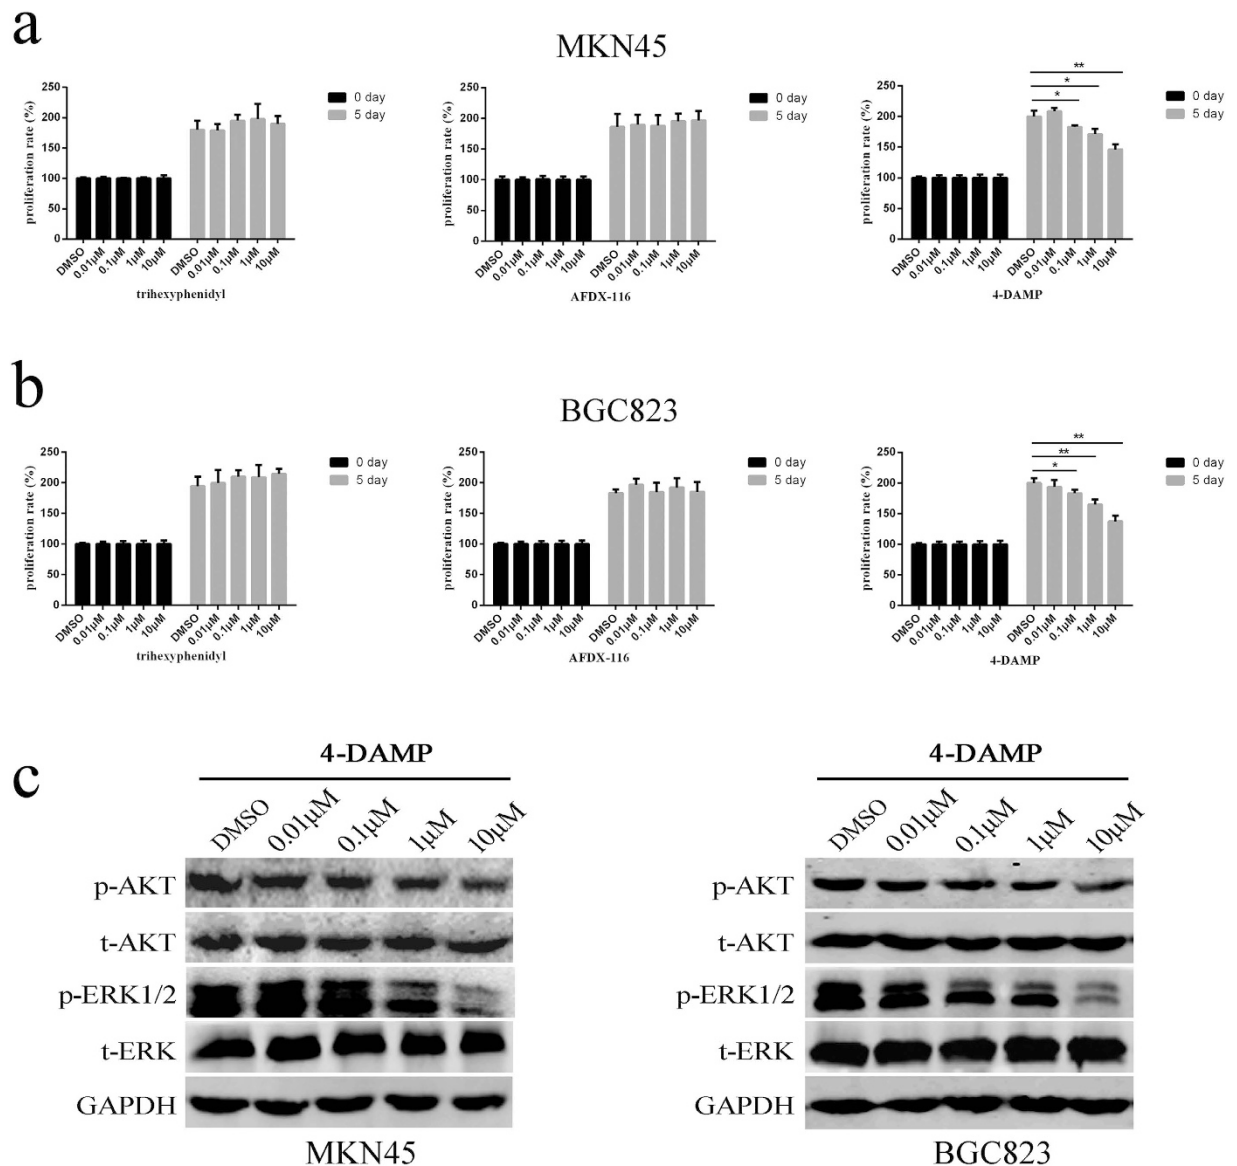 a
MKN45
proliferation rate (%)
250
200
150
100
50
0
DMSO 0.01μM 0.1μM 1μM 10μM DMSO 0.01μM 0.1μM 1μM 10μM
trihexyphenidyl
0 day
5 day
proliferation rate (%)
250
200
150
100
50
0
DMSO 0.01μM 0.1μM 1μM 10μM DMSO 0.01μM 0.1μM 1μM 10μM
AFDX-116
0 day
5 day
proliferation rate (%)
250
200
150
100
50
0
**
*
*
DMSO 0.01μM 0.1μM 1μM 10μM DMSO 0.01μM 0.1μM 1μM 10μM
4-DAMP
0 day
5 day
b
BGC823
proliferation rate (%)
250
200
150
100
50
0
DMSO 0.01μM 0.1μM 1μM 10μM DMSO 0.01μM 0.1μM 1μM 10μM
trihexyphenidyl
0 day
5 day
proliferation rate (%)
250
200
150
100
50
0
DMSO 0.01μM 0.1μM 1μM 10μM DMSO 0.01μM 0.1μM 1μM 10μM
AFDX-116
0 day
5 day
proliferation rate (%)
250
200
150
100
50
0
**
**
*
DMSO 0.01μM 0.1μM 1μM 10μM DMSO 0.01μM 0.1μM 1μM 10μM
4-DAMP
0 day
5 day
c
4-DAMP
DMSO 0.01μM 0.1μM 1μM 10μM
p-AKT
t-AKT
p-ERK1/2
t-ERK
GAPDH
MKN45
4-DAMP
DMSO 0.01μM 0.1μM 1μM 10μM
p-AKT
t-AKT
p-ERK1/2
t-ERK
GAPDH
BGC823